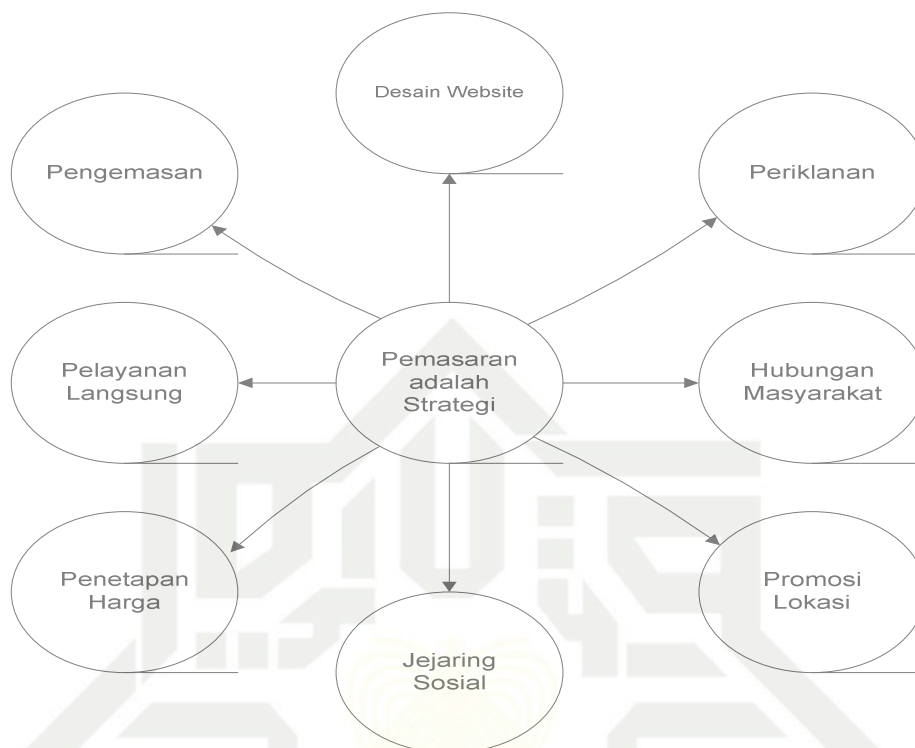 Desain Website
Pengemasan
Periklanan
Pelayanan
Langsung
Pemasaran
adalah
Strategi
Hubungan
Masyarakat
Penetapan
Harga
Jejaring
Sosial
Promosi
Lokasi